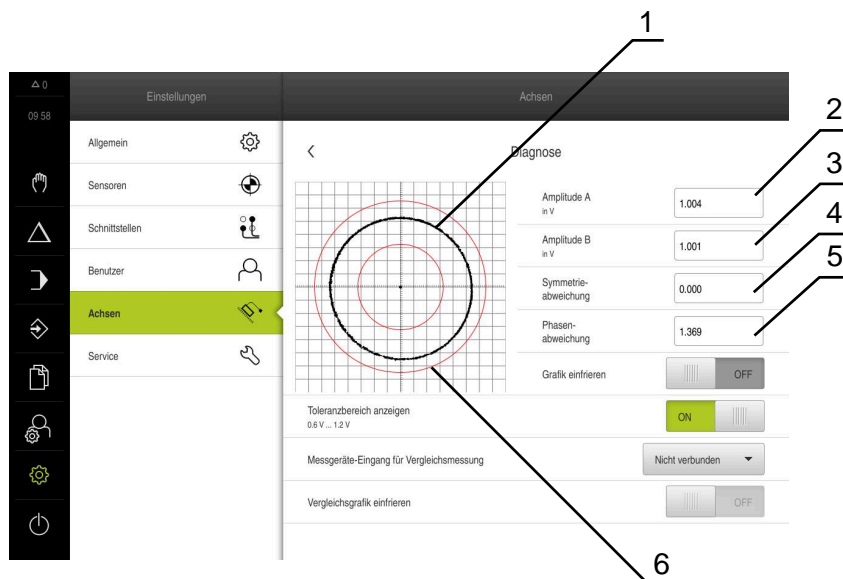 1
0
09 58
Einstellungen
Achsen
Allgemein
Sensoren
Schnittstellen
Benutzer
Achsen
Service
Diagnose
Amplitude A
in V
1.004
2
Amplitude B
in V
1.001
3
Symmetrie-
abweichung
0.000
4
Phasen-
abweichung
1.369
5
Grafik einfrieren
OFF
Toleranzbereich anzeigen
0.6 V ... 1.2 V
ON
Messgeräte-Eingang für Vergleichsmessung
Nicht verbunden
Vergleichsgrafik einfrieren
OFF
6